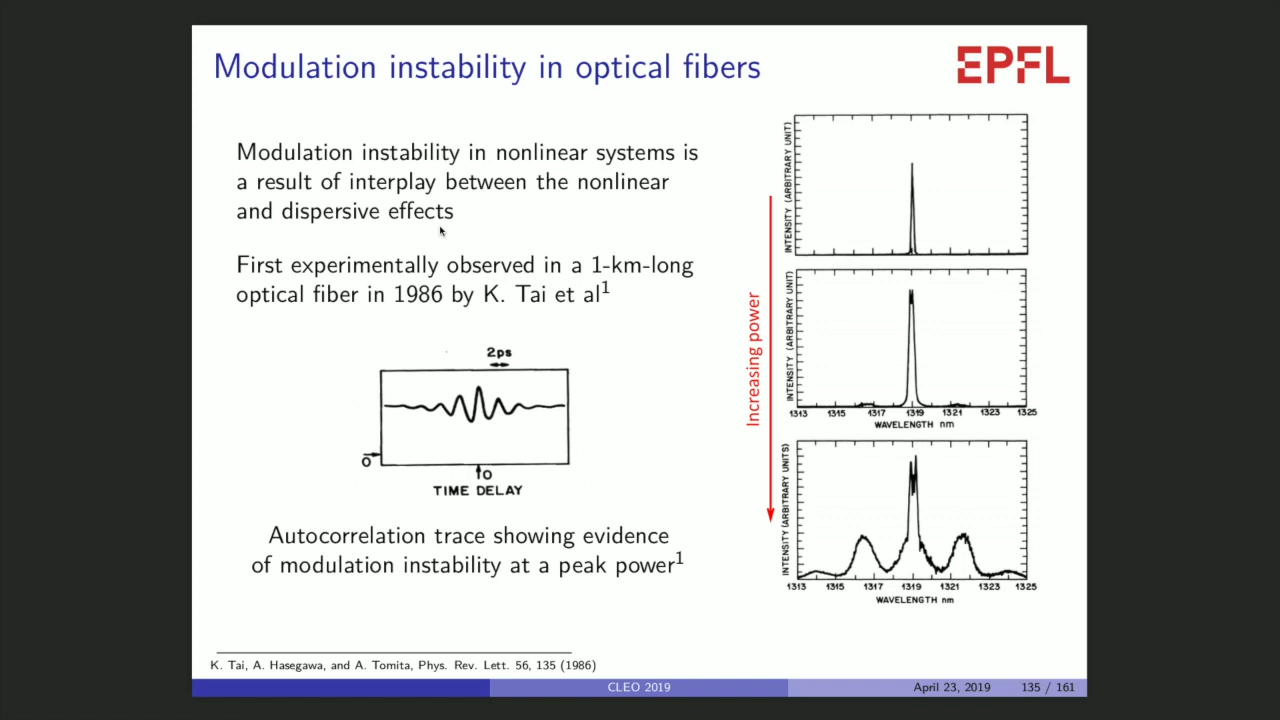 Modulation instability in optical fibers
EPFL
Modulation instability in nonlinear systems is
a result of interplay between the nonlinear
and dispersive effects
First experimentally observed in a 1-km-long
optical fiber in 1986 by K. Tai et al1
2ps
0
0
TIME DELAY
Autocorrelation trace showing evidence
of modulation instability at a peak power1
Increasing power
INTENSITY (ARBITRARY UNIT)
INTENSITY (ARBITRARY UNIT)
1313 1315 1317 1319 1321 1323 1325
WAVELENGTH nm
INTENSITY (ARBITRARY UNITS)
1313 1315 1317 1319 1321 1323 1325
WAVELENGTH nm
K. Tai, A. Hasegawa, and A. Tomita, Phys. Rev. Lett. 56, 135 (1986)
CLEO 2019
April 23, 2019
135 / 161